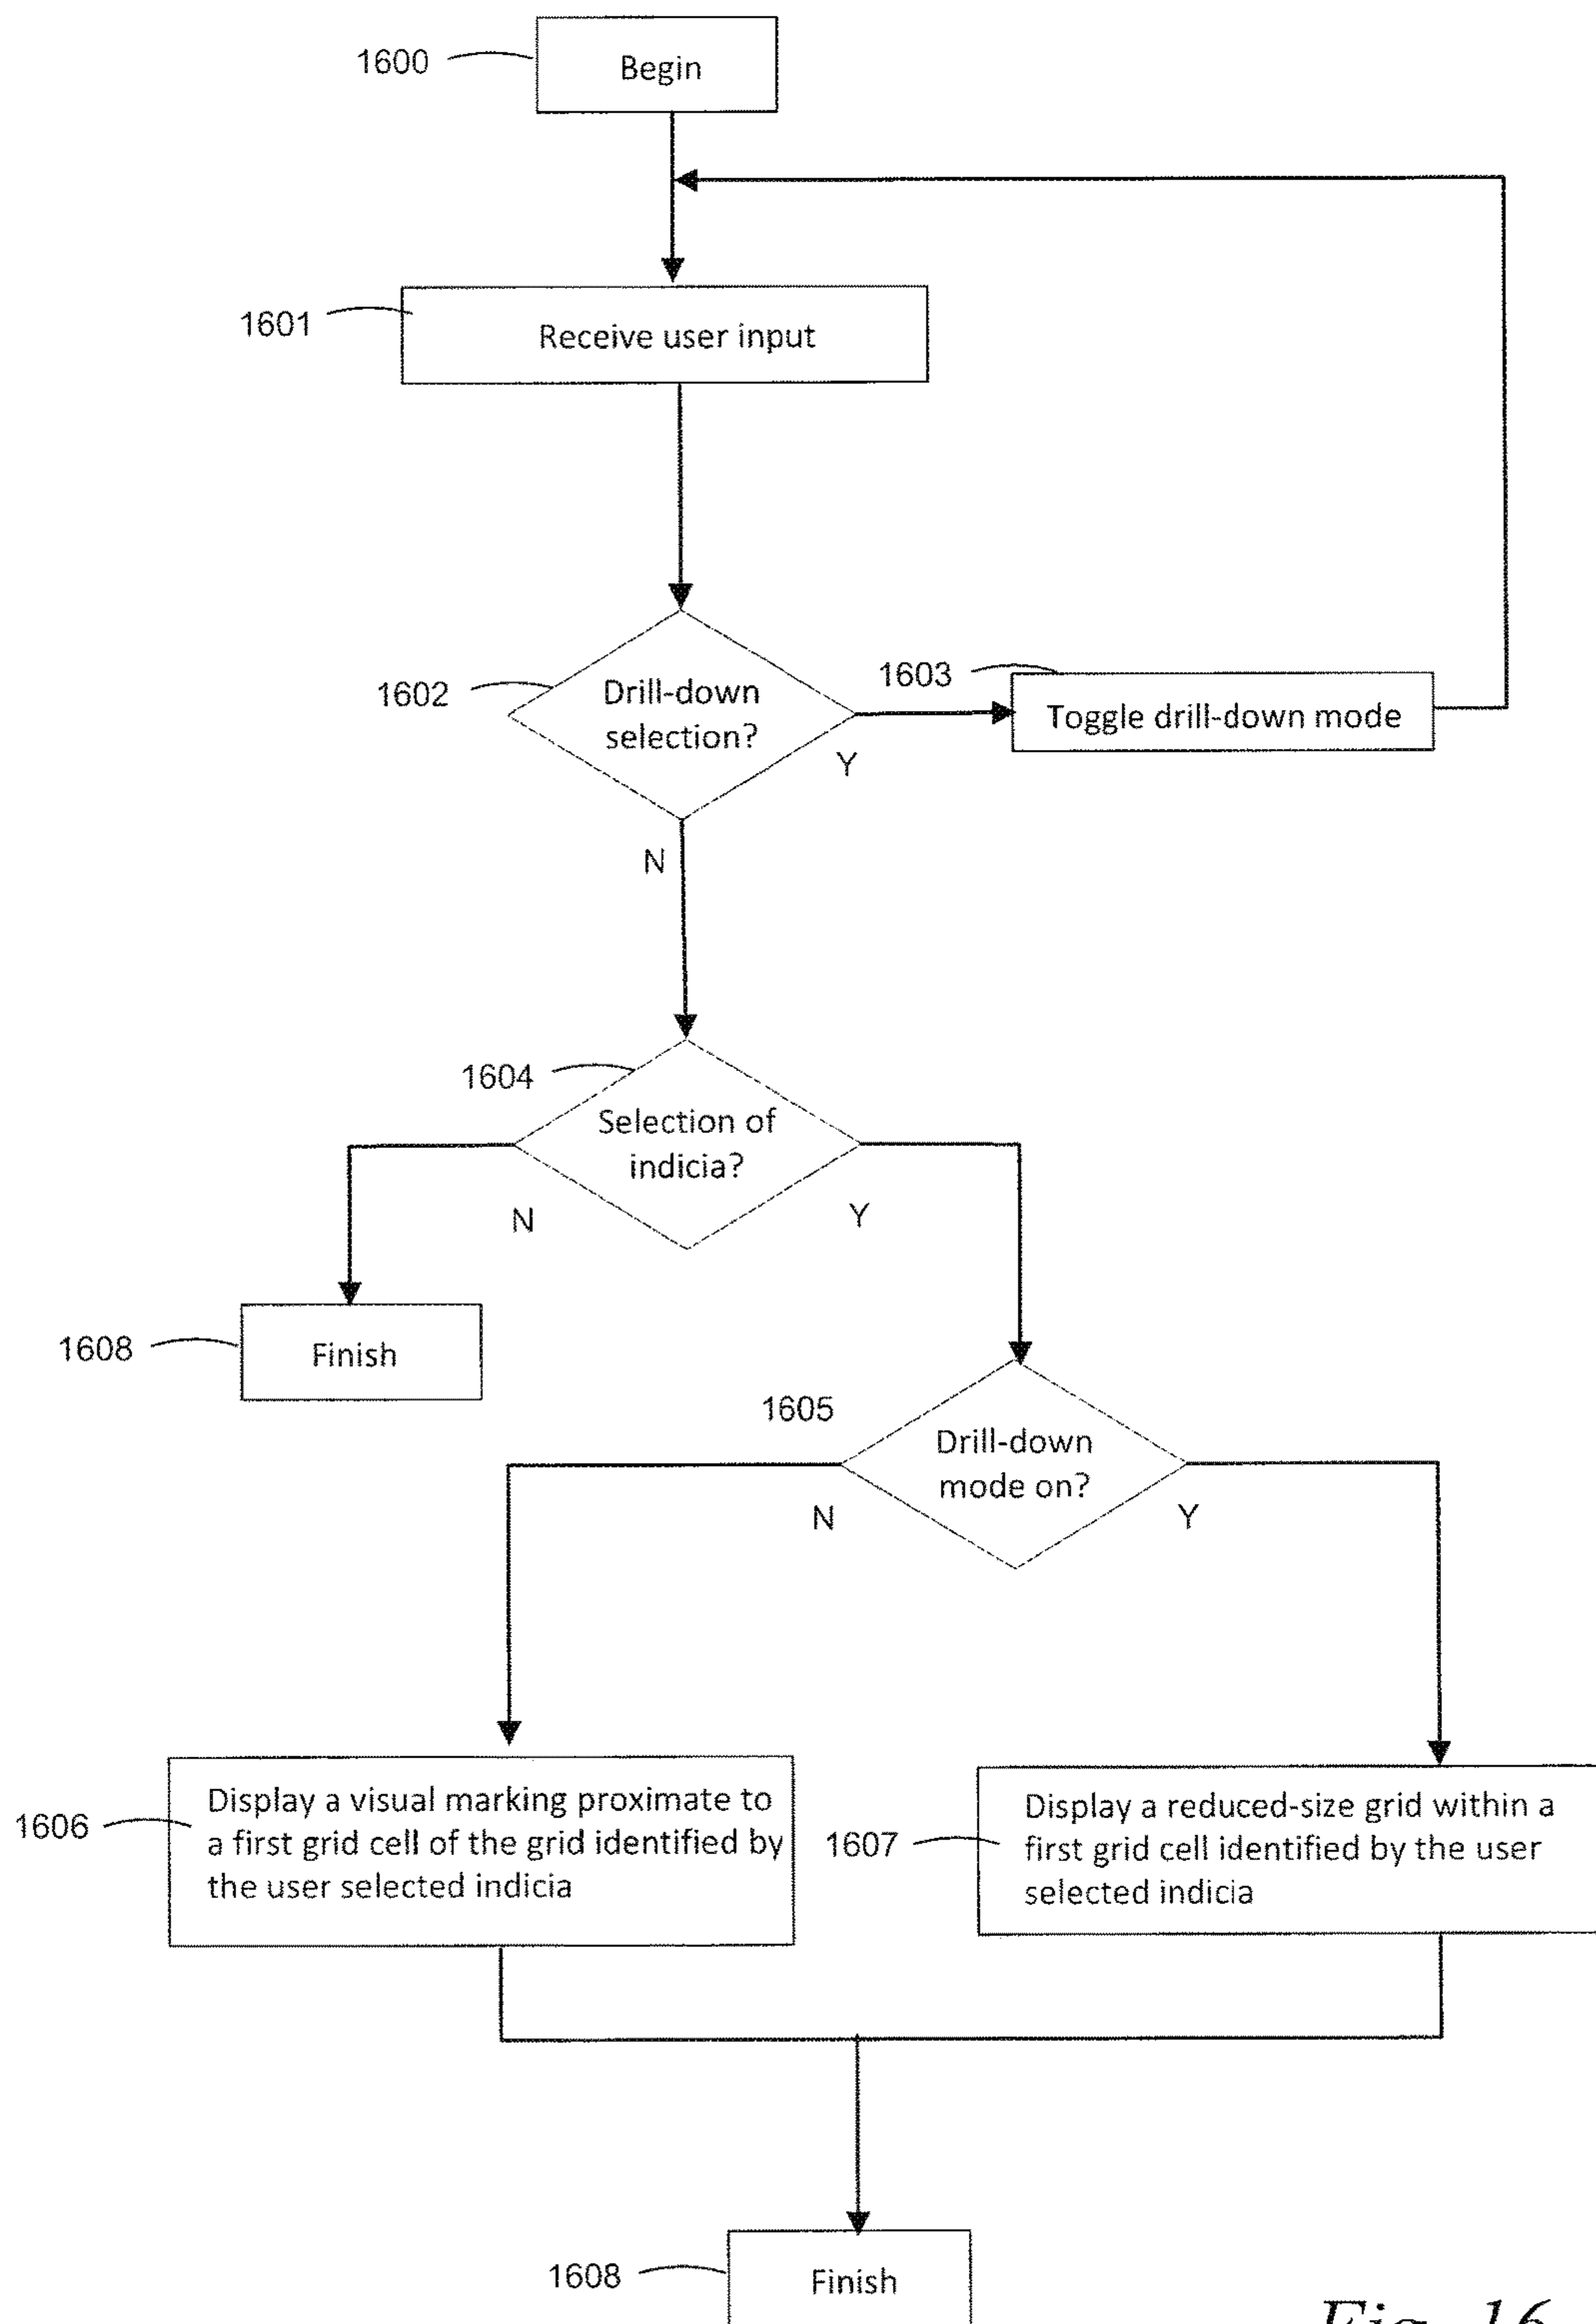 1600
Begin
1601
Receive user input
1602
Drill-down
selection?
Y
1603
Toggle drill-down mode
N
1604
Selection of
indicia?
N
Y
1608
Finish
1605
Drill-down
mode on?
N
Y
1606
Display a visual marking proximate to
a first grid cell of the grid identified by
the user selected indicia
1607
Display a reduced-size grid within a
first grid cell identified by the user
selected indicia
1608
Finish
Fig. 16